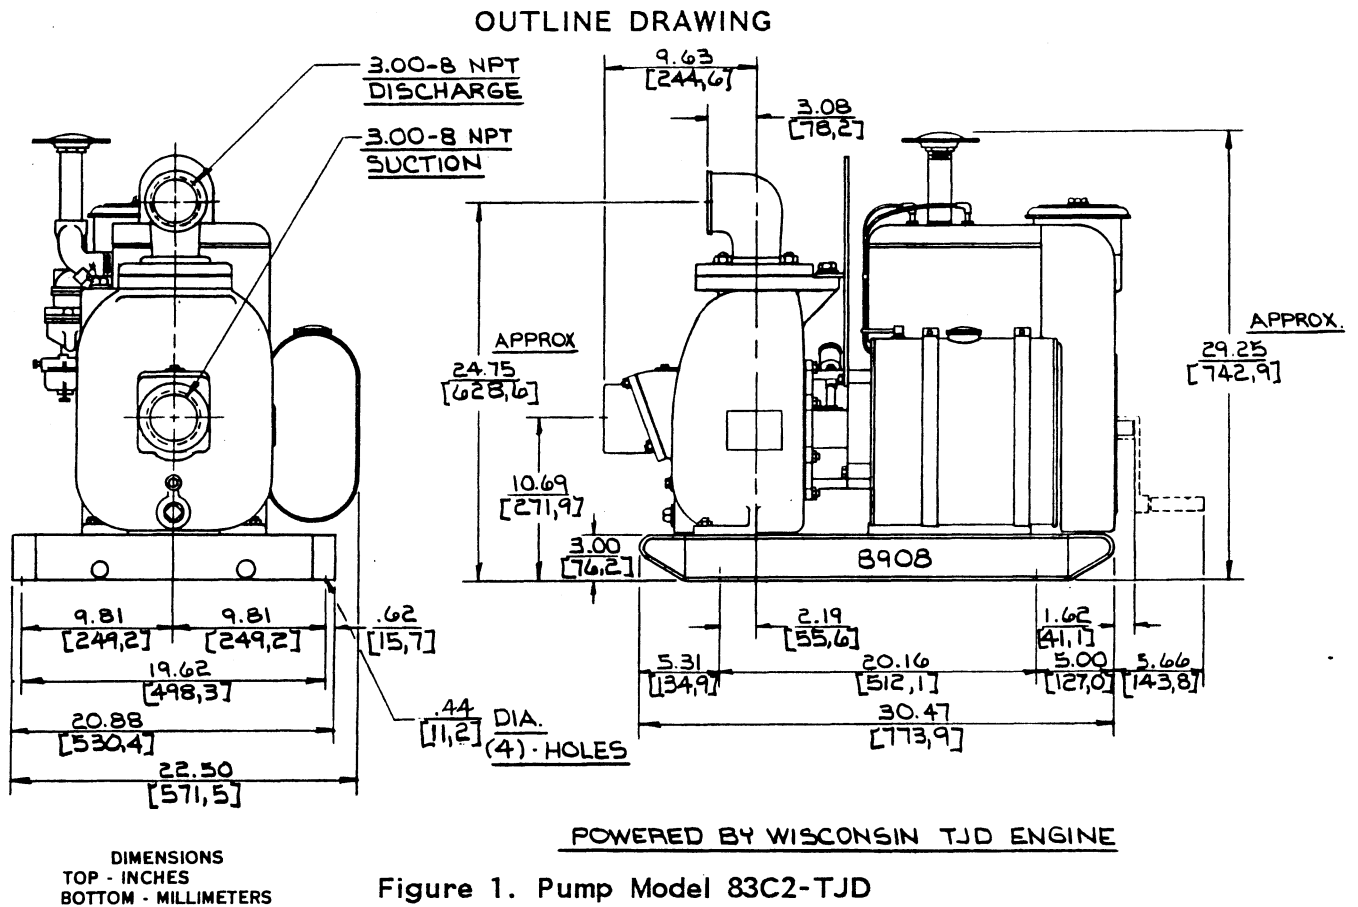 OUTLINE DRAWING
3.00-8 NPT
DISCHARGE
3.00-8 NPT
SUCTION
9.63
[244,6]
3.08
[78,2]
APPROX
24.75
[628,6]
APPROX.
29.25
[742,9]
10.69
[271,9]
3.00
[76,2]
B908
9.81
[249,2]
9.81
[249,2]
.62
[15,7]
19.62
[498,3]
20.88
[530,4]
22.50
[571,5]
.44
[11,2]
DIA.
(4)-HOLES
2.19
[55,6]
1.62
[41,1]
5.31
[134,9]
20.16
[512,1]
5.00
[127,0]
5.66
[143,8]
30.47
[773,9]
POWERED BY WISCONSIN TJD ENGINE
DIMENSIONS
TOP - INCHES
BOTTOM - MILLIMETERS
Figure 1. Pump Model 83C2-TJD